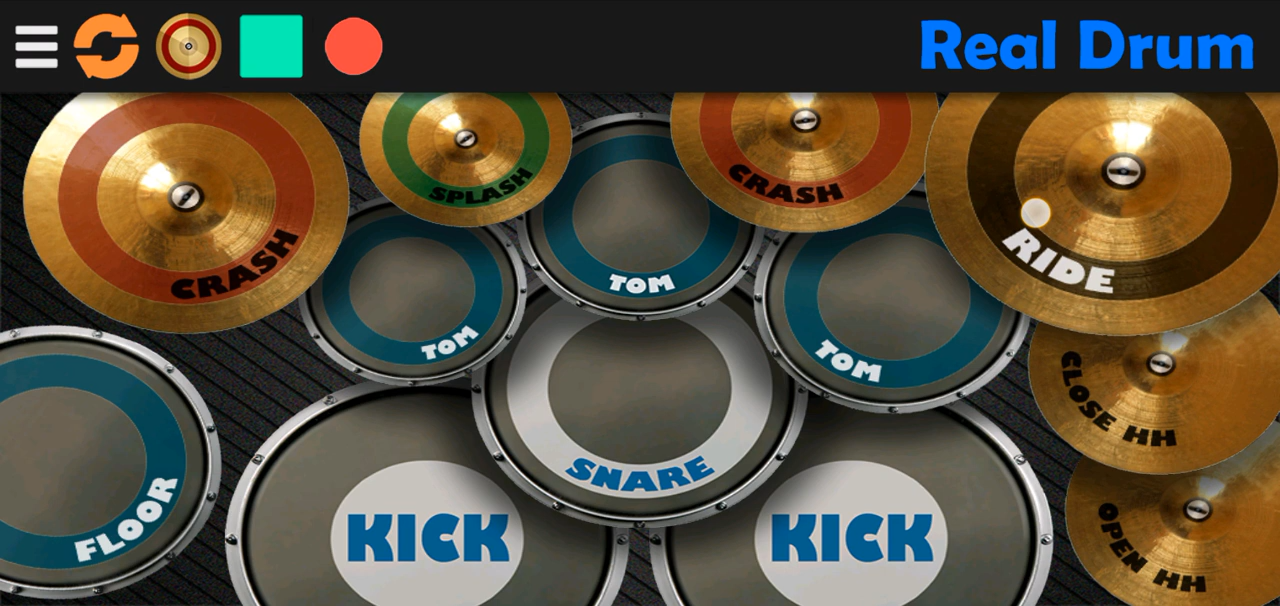 Real Drum
CRASH
SPLASH
CRASH
RIDE
TOM
TOM
TOM
CLOSE HH
SNARE
FLOOR
KICK
KICK
OPEN HH